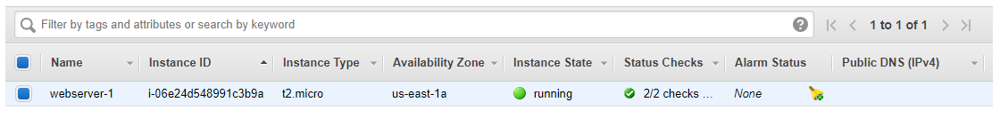 Filter by tags and attributes or search by keyword ? 1 to 1 of 1
Name Instance ID Instance Type Availability Zone Instance State Status Checks Alarm Status Public DNS (IPv4)
webserver-1 i-06e24d548991c3b9a t2.micro us-east-1a running 2/2 checks ... None